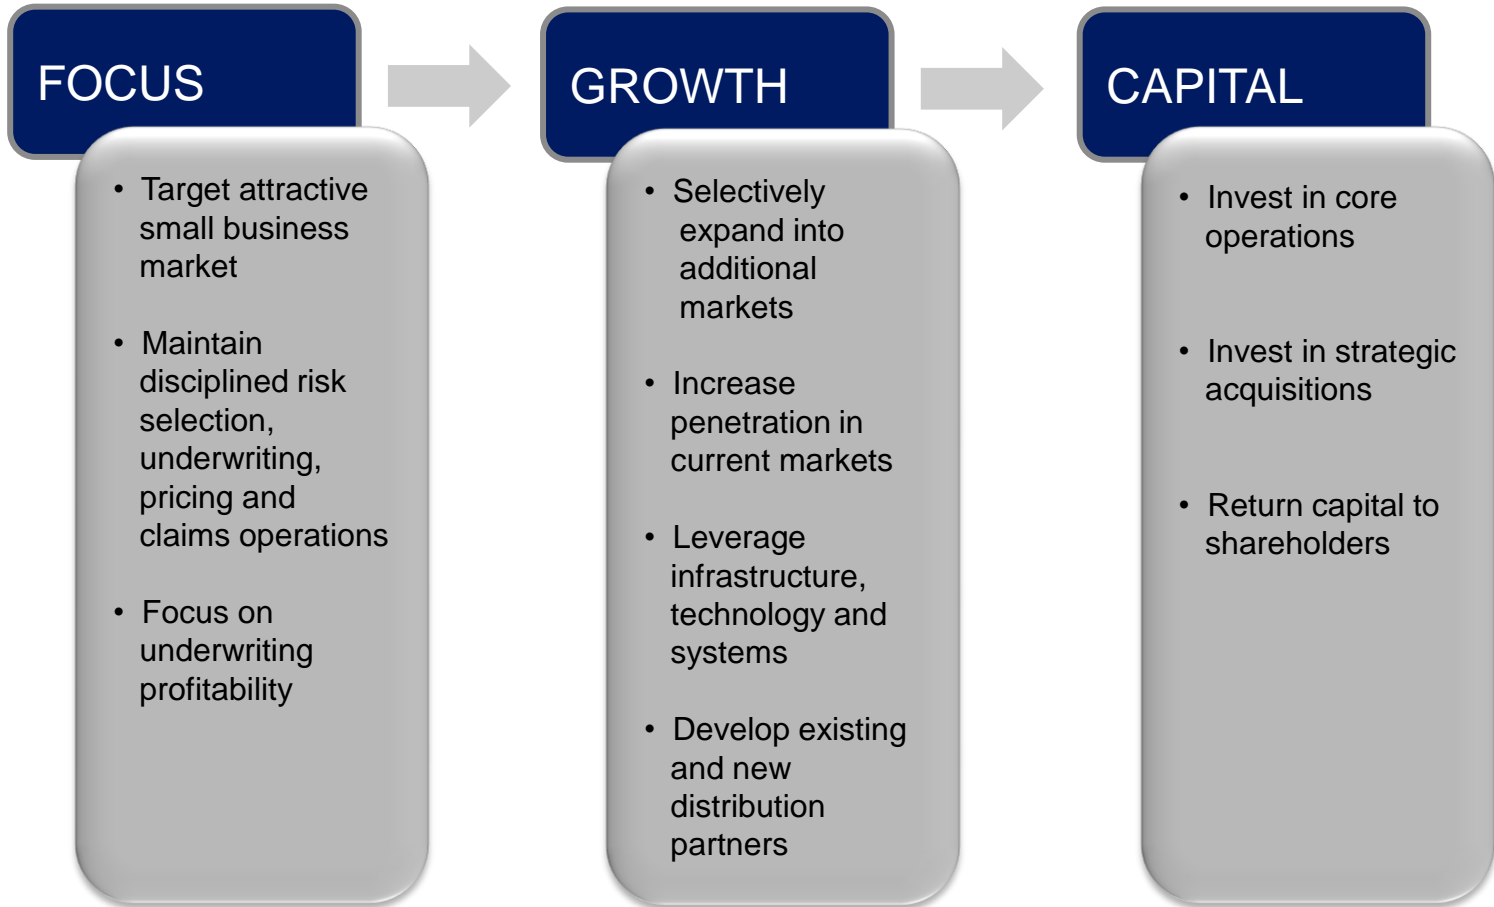 FOCUS
• Target attractive
small business
market
• Maintain
disciplined risk
selection,
underwriting,
pricing and
claims operations
• Focus on
underwriting
profitability
GROWTH
• Selectively
expand into
additional
markets
• Increase
penetration in
current markets
• Leverage
infrastructure,
technology and
systems
• Develop existing
and new
distribution
partners
CAPITAL
• Invest in core
operations
• Invest in strategic
acquisitions
• Return capital to
shareholders